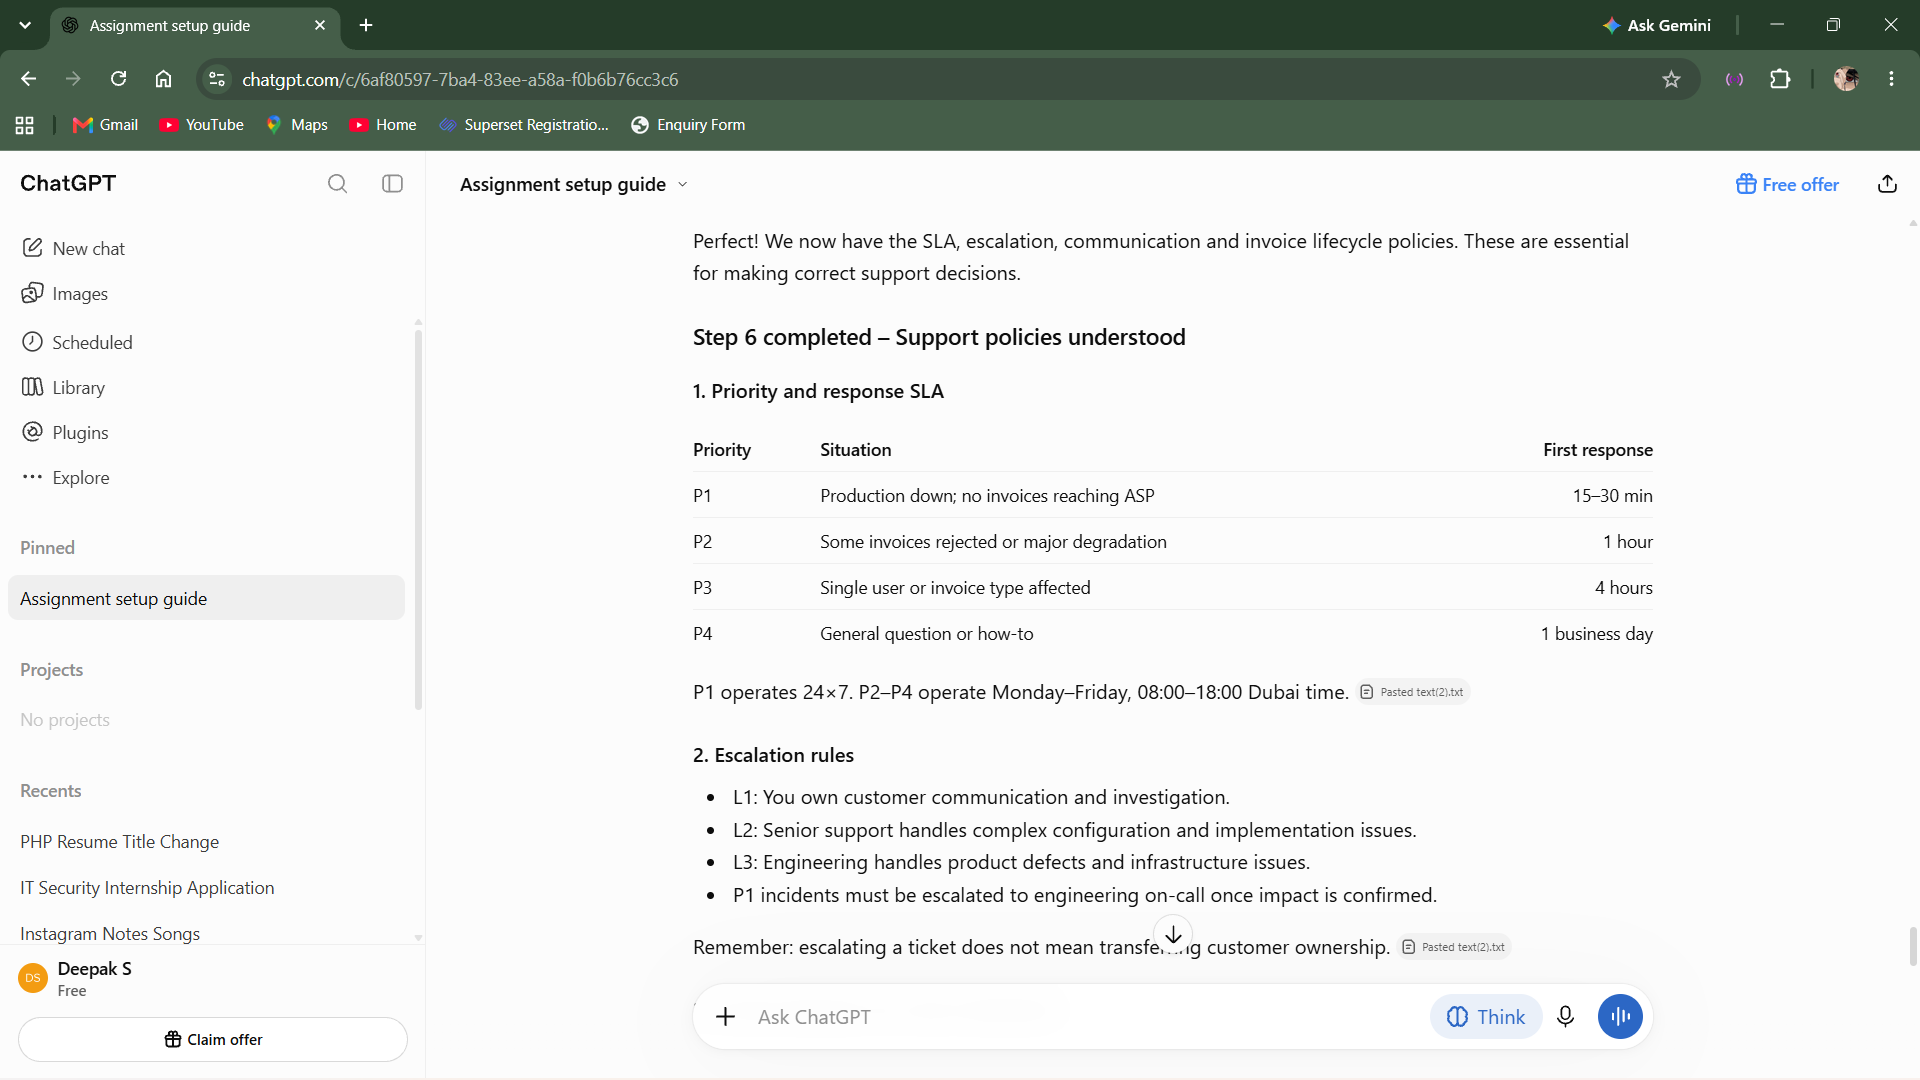 Assignment setup guide
Ask Gemini
chatgpt.com/c/6af80597-7ba4-83ee-a58a-f0b6b76cc3c6
Gmail YouTube Maps Home Superset Registratio... Enquiry Form
ChatGPT
New chat
Images
Scheduled
Library
Plugins
Explore
Pinned
Assignment setup guide
Projects
No projects
Recents
PHP Resume Title Change
IT Security Internship Application
Instagram Notes Songs
DS
Deepak S
Free
Claim offer
Assignment setup guide
Free offer
Perfect! We now have the SLA, escalation, communication and invoice lifecycle policies. These are essential
for making correct support decisions.
Step 6 completed – Support policies understood
1. Priority and response SLA
Priority Situation First response
P1 Production down; no invoices reaching ASP 15–30 min
P2 Some invoices rejected or major degradation 1 hour
P3 Single user or invoice type affected 4 hours
P4 General question or how-to 1 business day
P1 operates 24×7. P2–P4 operate Monday–Friday, 08:00–18:00 Dubai time. Pasted text(2).txt
2. Escalation rules
• L1: You own customer communication and investigation.
• L2: Senior support handles complex configuration and implementation issues.
• L3: Engineering handles product defects and infrastructure issues.
• P1 incidents must be escalated to engineering on-call once impact is confirmed.
Remember: escalating a ticket does not mean transferring customer ownership. Pasted text(2).txt
Ask ChatGPT
Think